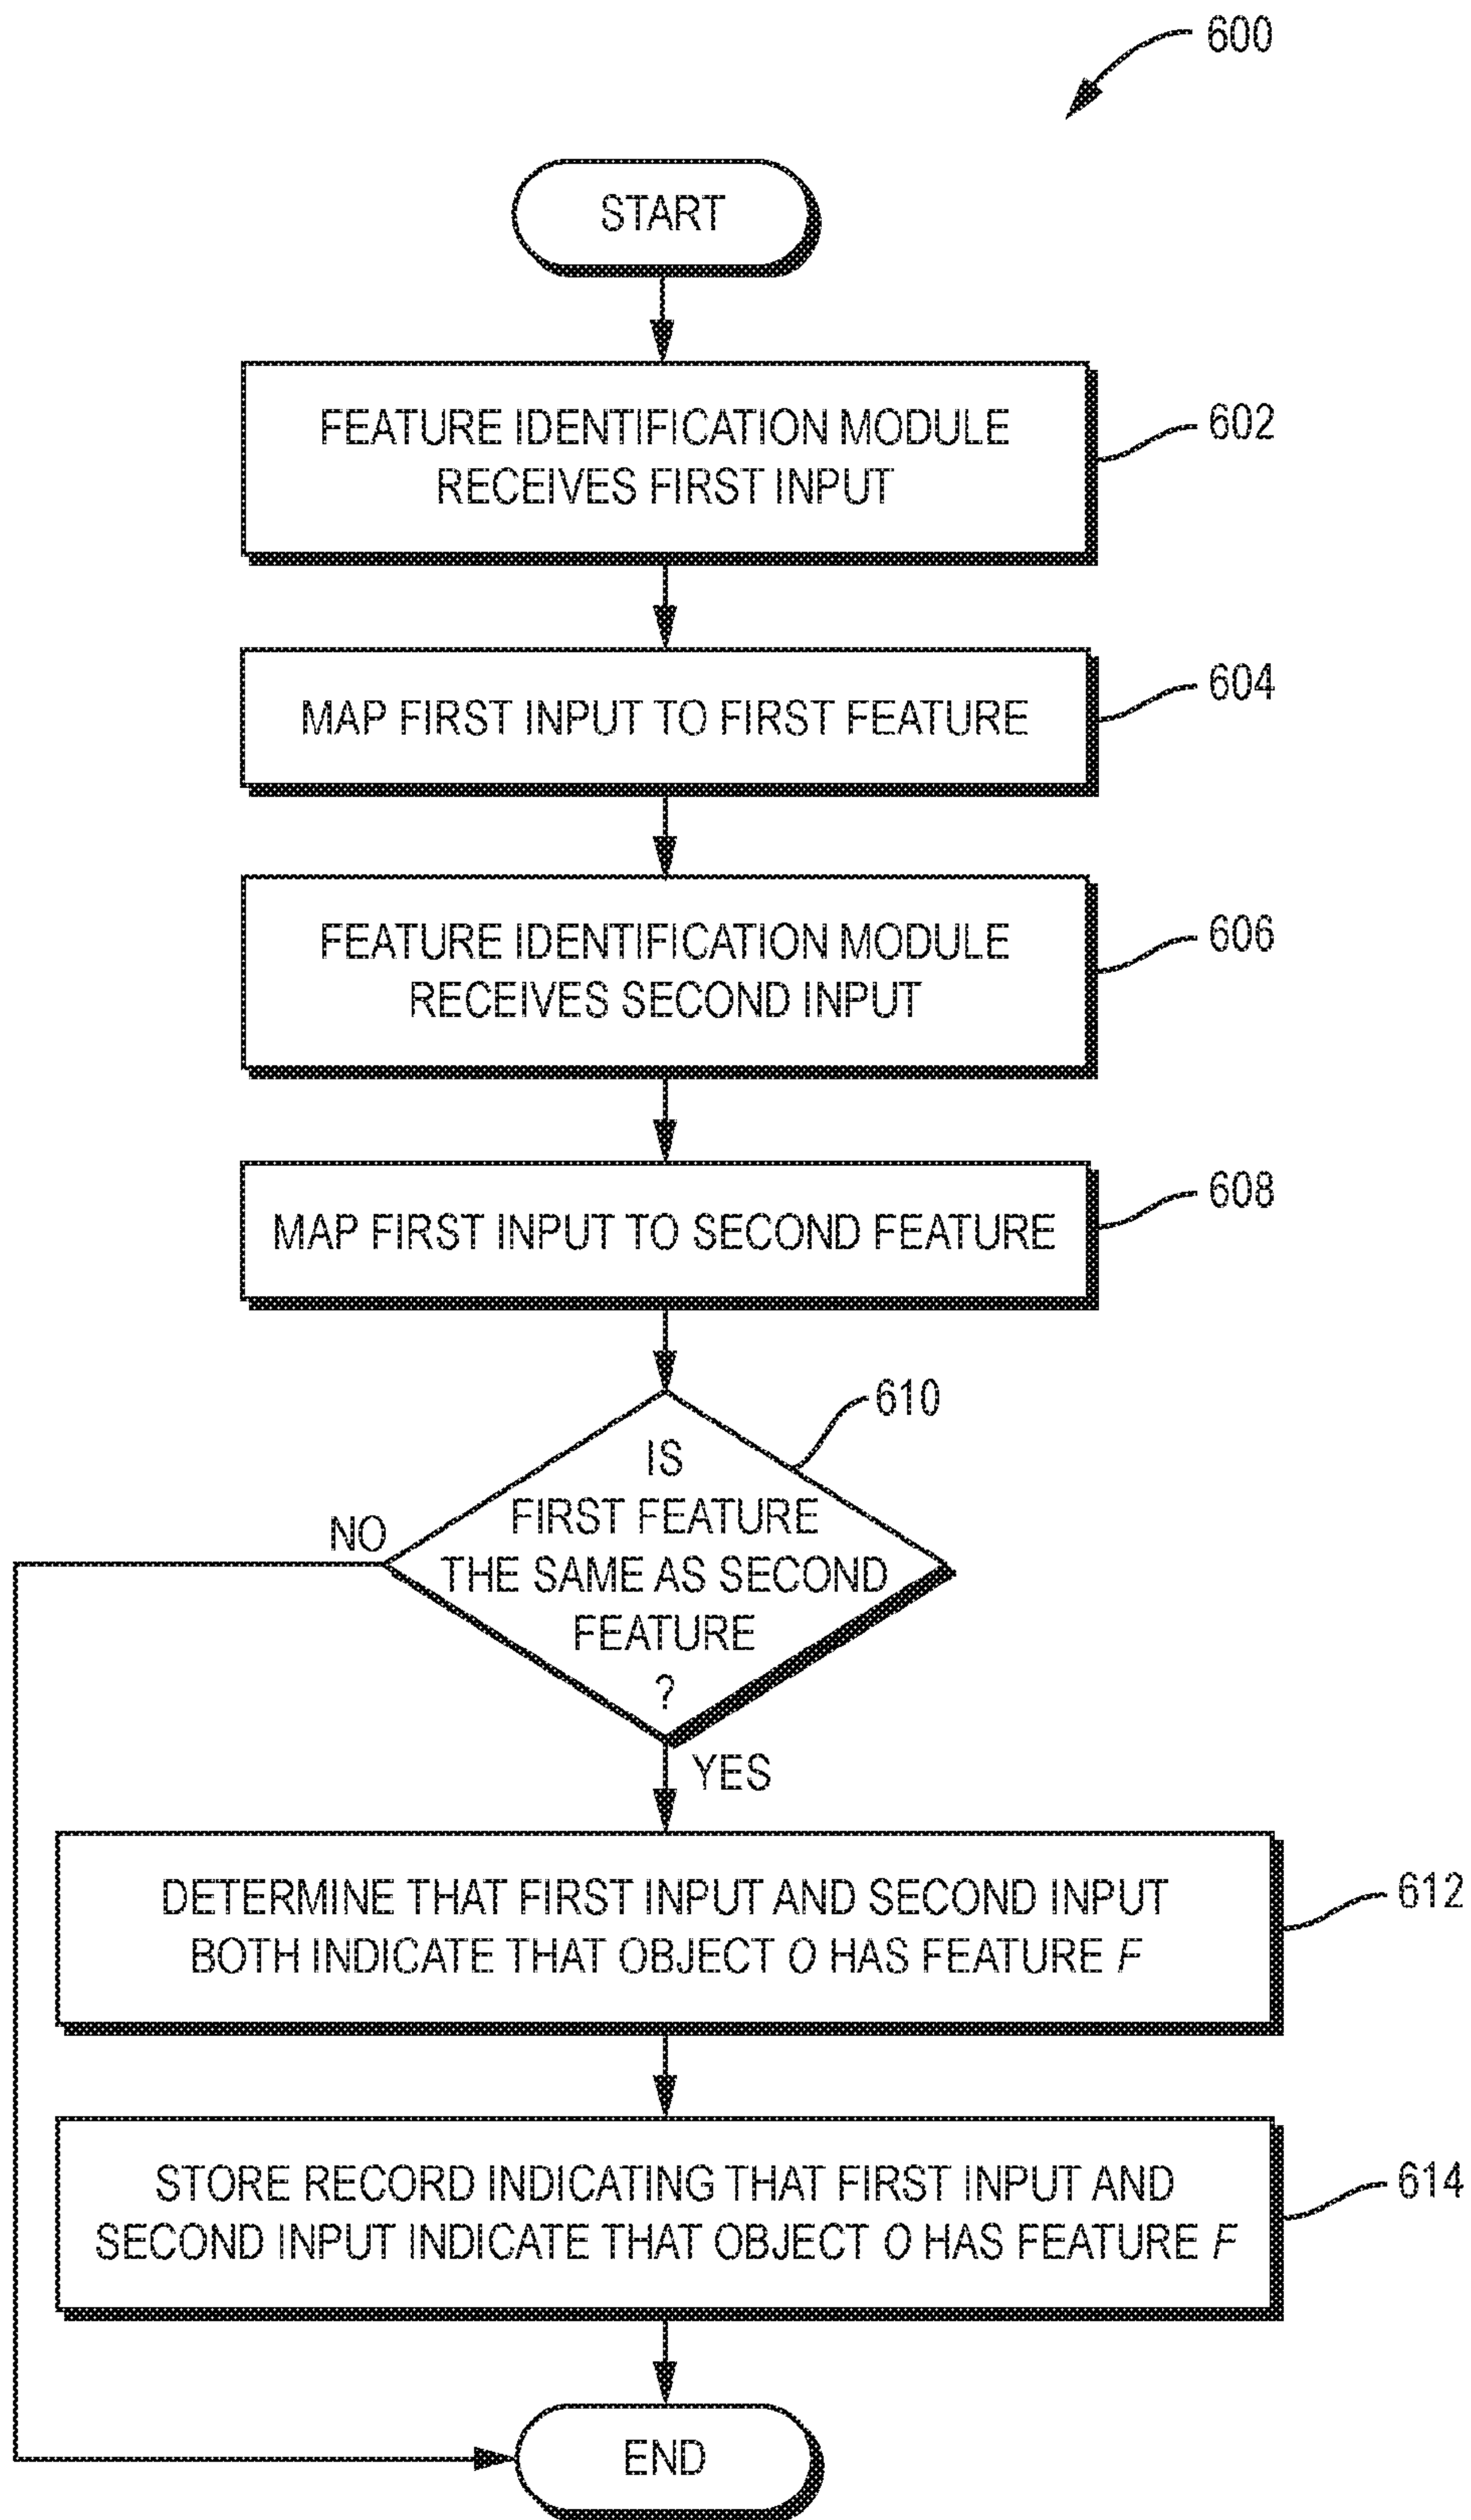 600
START
FEATURE IDENTIFICATION MODULE
RECEIVES FIRST INPUT
602
MAP FIRST INPUT TO FIRST FEATURE
604
FEATURE IDENTIFICATION MODULE
RECEIVES SECOND INPUT
606
MAP FIRST INPUT TO SECOND FEATURE
608
610
IS
FIRST FEATURE
THE SAME AS SECOND
FEATURE
?
NO
YES
DETERMINE THAT FIRST INPUT AND SECOND INPUT
BOTH INDICATE THAT OBJECT O HAS FEATURE F
612
STORE RECORD INDICATING THAT FIRST INPUT AND
SECOND INPUT INDICATE THAT OBJECT O HAS FEATURE F
614
END